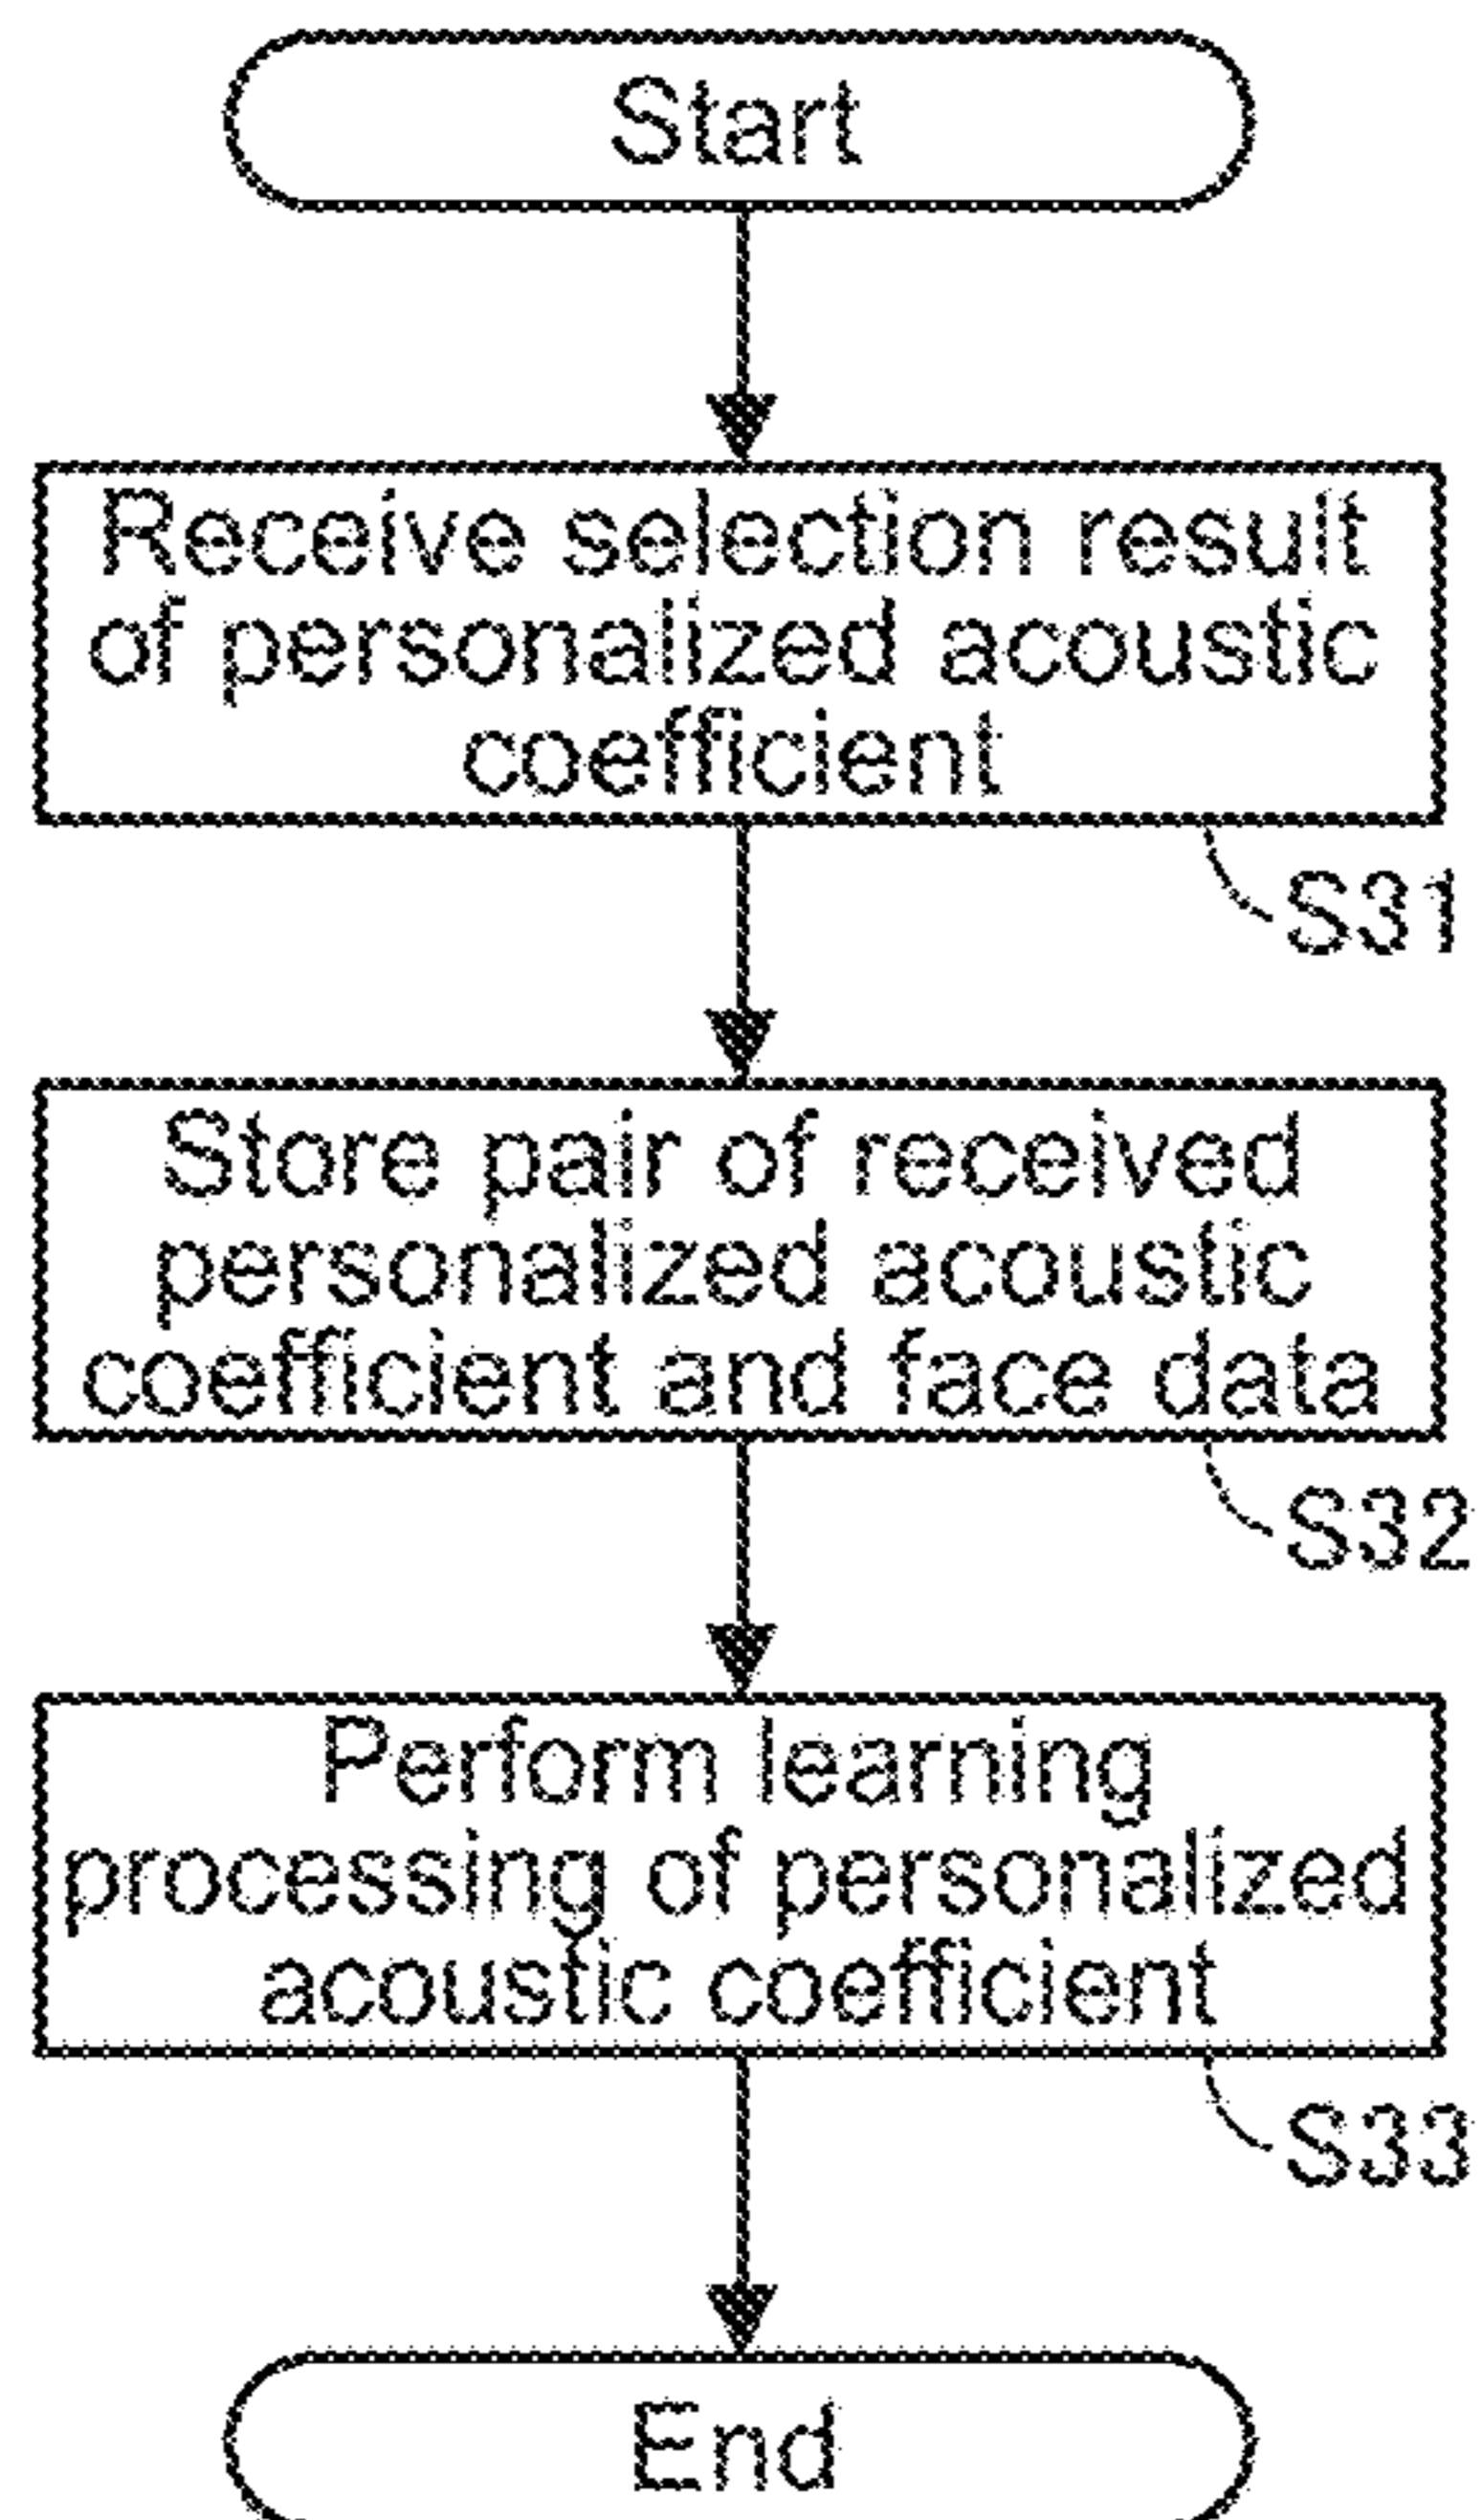 Start
Receive selection result
of personalized acoustic
coefficient
S31
Store pair of received
personalized acoustic
coefficient and face data
S32
Perform learning
processing of personalized
acoustic coefficient
S33
End